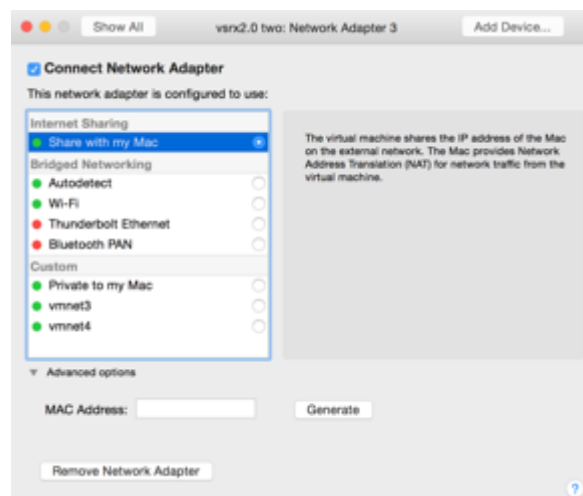 Show All
vsrx2.0 two: Network Adapter 3
Add Device...
Connect Network Adapter
This network adapter is configured to use:
Internet Sharing
Share with my Mac
Bridged Networking
Autodetect
Wi-Fi
Thunderbolt Ethernet
Bluetooth PAN
Custom
Private to my Mac
vmnet3
vmnet4
The virtual machine shares the IP address of the Mac
on the external network. The Mac provides Network
Address Translation (NAT) for network traffic from the
virtual machine.
Advanced options
MAC Address:
Generate
Remove Network Adapter
?